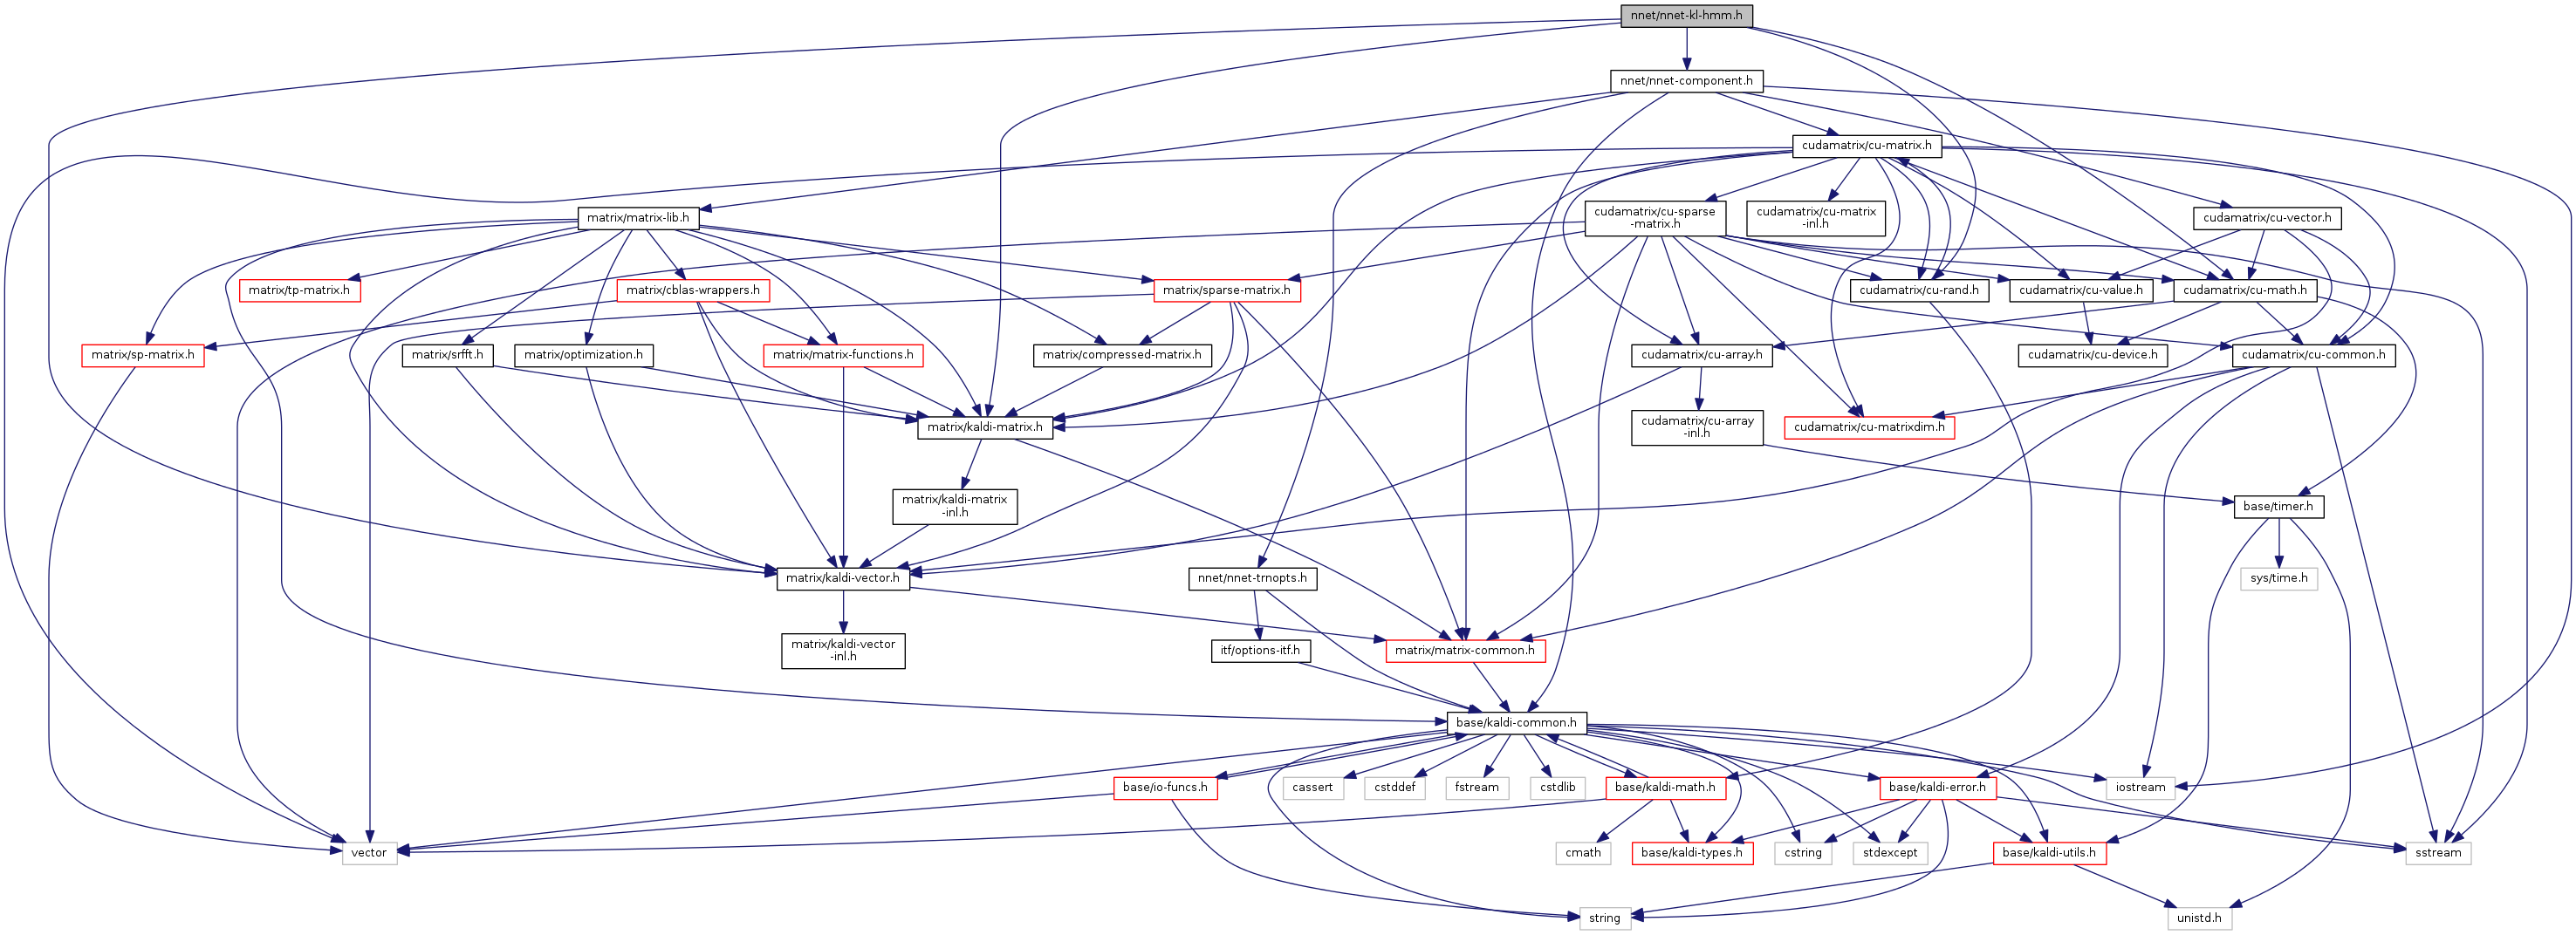 nnet/nnet-kl-hmm.h
nnet/nnet-component.h
cudamatrix/cu-matrix.h
matrix/matrix-lib.h
cudamatrix/cu-sparse
-matrix.h
cudamatrix/cu-matrix
-inl.h
cudamatrix/cu-vector.h
matrix/tp-matrix.h
matrix/cblas-wrappers.h
matrix/sparse-matrix.h
cudamatrix/cu-rand.h
cudamatrix/cu-value.h
cudamatrix/cu-math.h
matrix/sp-matrix.h
matrix/srfft.h
matrix/optimization.h
matrix/matrix-functions.h
matrix/compressed-matrix.h
cudamatrix/cu-array.h
cudamatrix/cu-device.h
cudamatrix/cu-common.h
matrix/kaldi-matrix.h
cudamatrix/cu-array
-inl.h
cudamatrix/cu-matrixdim.h
matrix/kaldi-matrix
-inl.h
base/timer.h
matrix/kaldi-vector.h
nnet/nnet-trnopts.h
sys/time.h
matrix/kaldi-vector
-inl.h
itf/options-itf.h
matrix/matrix-common.h
base/kaldi-common.h
base/io-funcs.h
cassert
cstddef
fstream
cstdlib
base/kaldi-math.h
base/kaldi-error.h
iostream
vector
cmath
base/kaldi-types.h
cstring
stdexcept
base/kaldi-utils.h
sstream
string
unistd.h